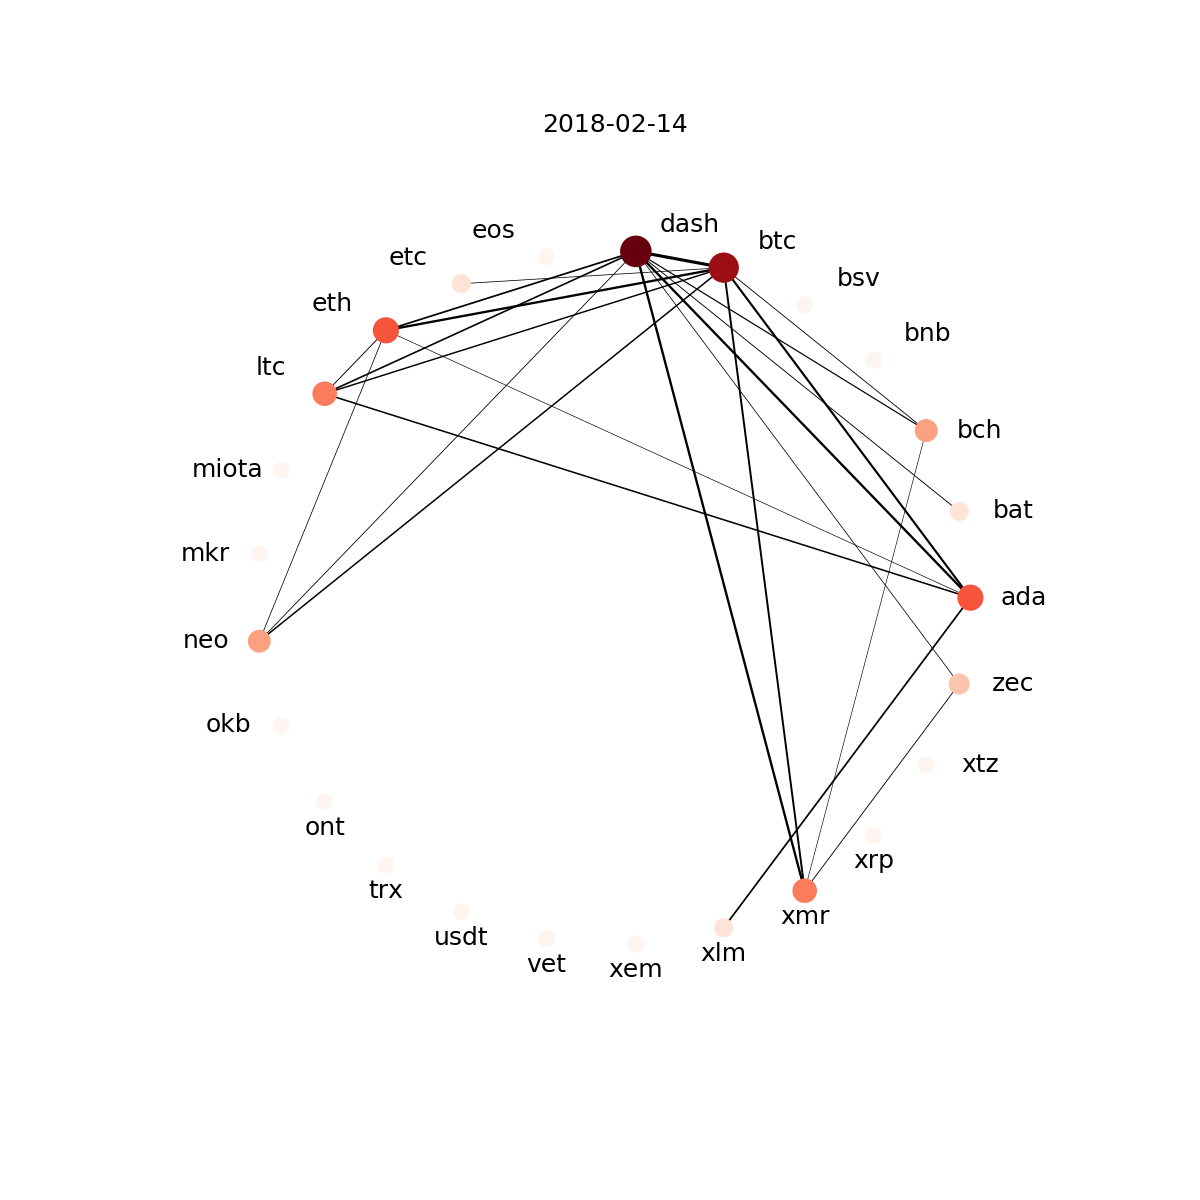 2018-02-14
dash
eos
btc
etc
bsv
eth
bnb
ltc
bch
miota
bat
mkr
ada
neo
zec
okb
xtz
ont
xrp
trx
xmr
usdt
xlm
vet
xem